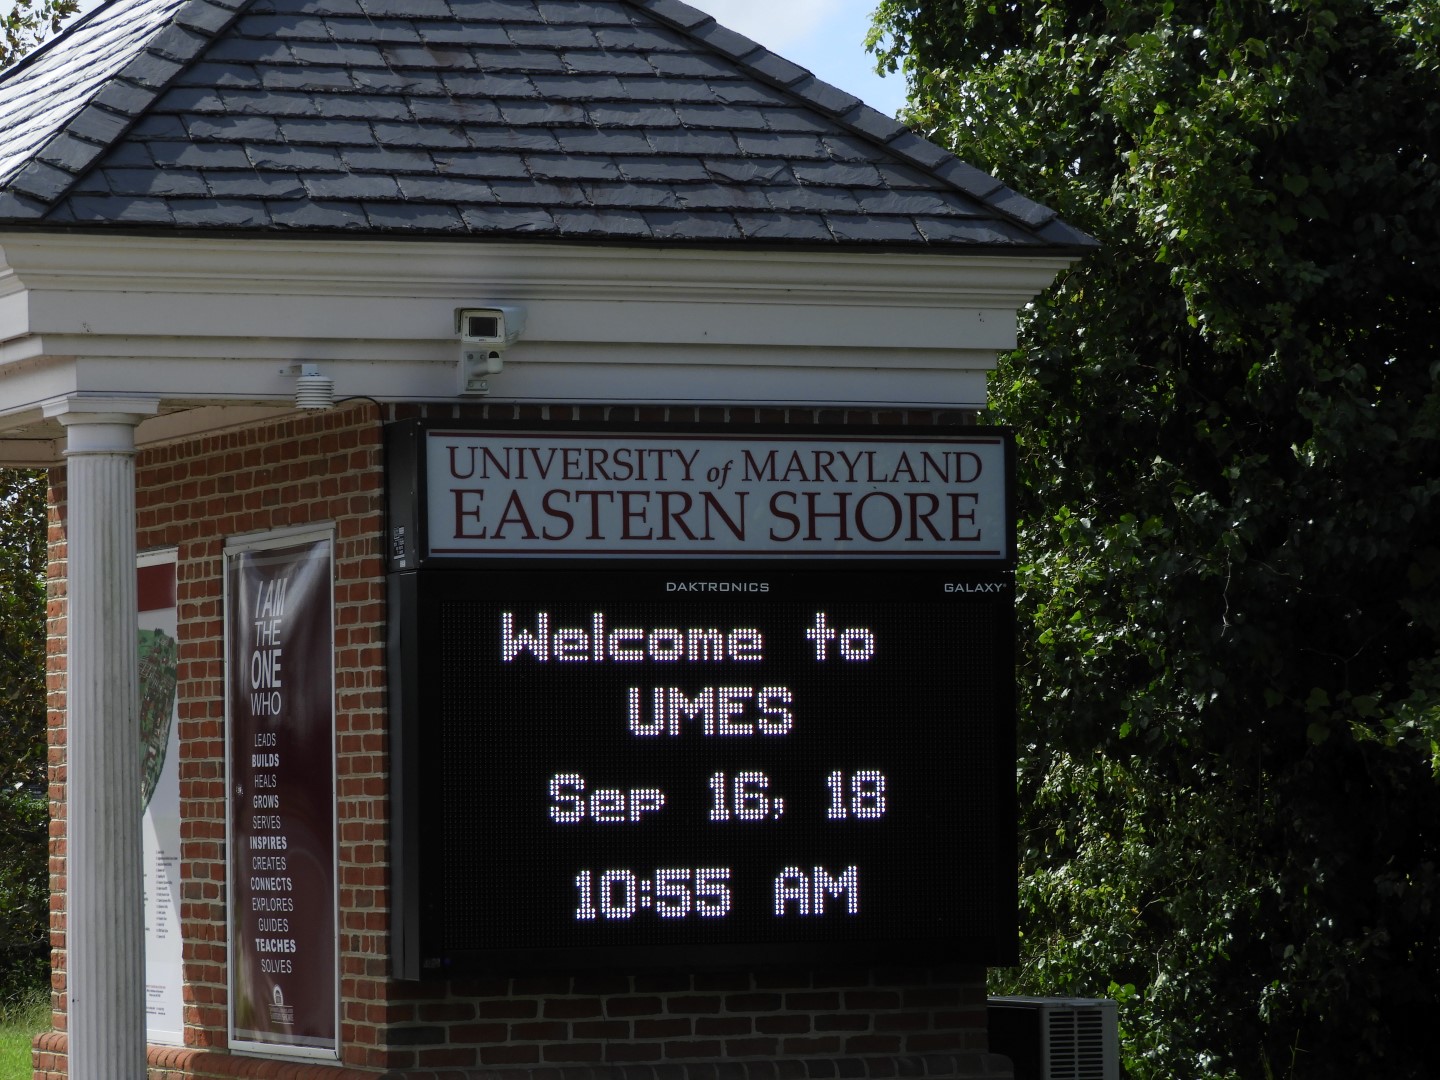 UNIVERSITY of MARYLAND
EASTERN SHORE
DAKTRONICS
GALAXY®
Welcome to
UMES
Sep 16, 18
10:55 AM
I AM
THE
ONE
WHO
LEADS
BUILDS
HEALS
GROWS
SERVES
INSPIRES
CREATES
CONNECTS
EXPLORES
GUIDES
TEACHES
SOLVES